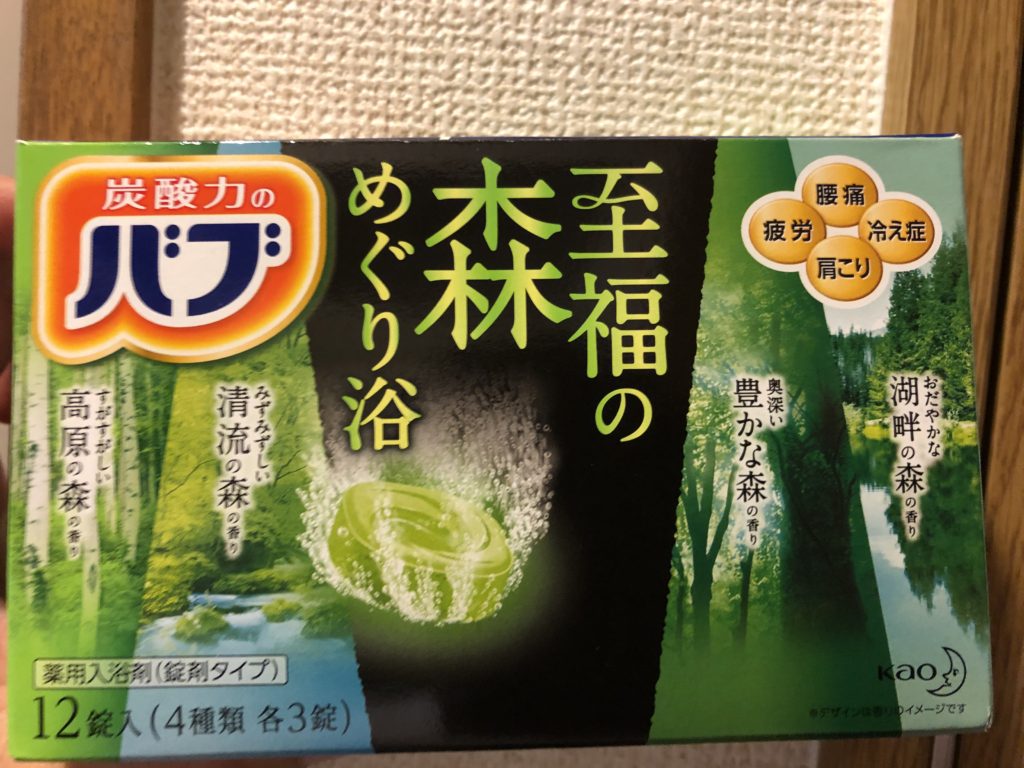 炭酸力の
バブ
至福の
森林
めぐり浴
腰痛
疲労
冷え症
肩こり
おだやかな
湖畔の森の香り
奥深い
豊かな森の香り
みずみずしい
清流の森の香り
すがすがしい
高原の森の香り
薬用入浴剤(錠剤タイプ)
12錠入(4種類 各3錠)
Kao
※デザインは香りのイメージです